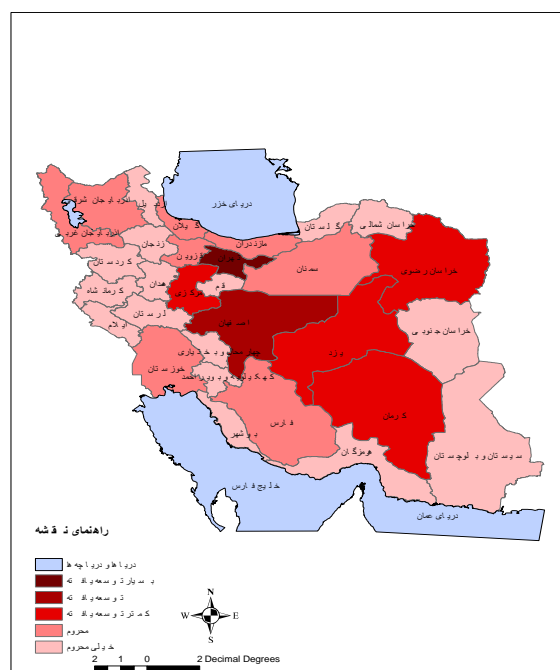 دریای خزر
آذربایجان شرقی
اردبیل
آذربایجان غربی
گیلان
گلستان
خراسان شمالی
زنجان
مازندران
قزوین
تهران
سمنان
خراسان رضوی
کردستان
همدان
قم
مرکزی
کرمانشاه
لرستان
ایلام
اصفهان
خراسان جنوبی
چهارمحال و بختیاری
یزد
خوزستان
کهکیلویه و بویراحمد
کرمان
فارس
بوشهر
هرمزگان
سیستان و بلوچستان
خلیج فارس
دریای عمان
راهنمای نقشه
دریاها و دریاچه ها
بسیار توسعه یافته
توسعه یافته
کمتر توسعه یافته
محروم
خیلی محروم
N
W E
S
2 1 0 2 Decimal Degrees